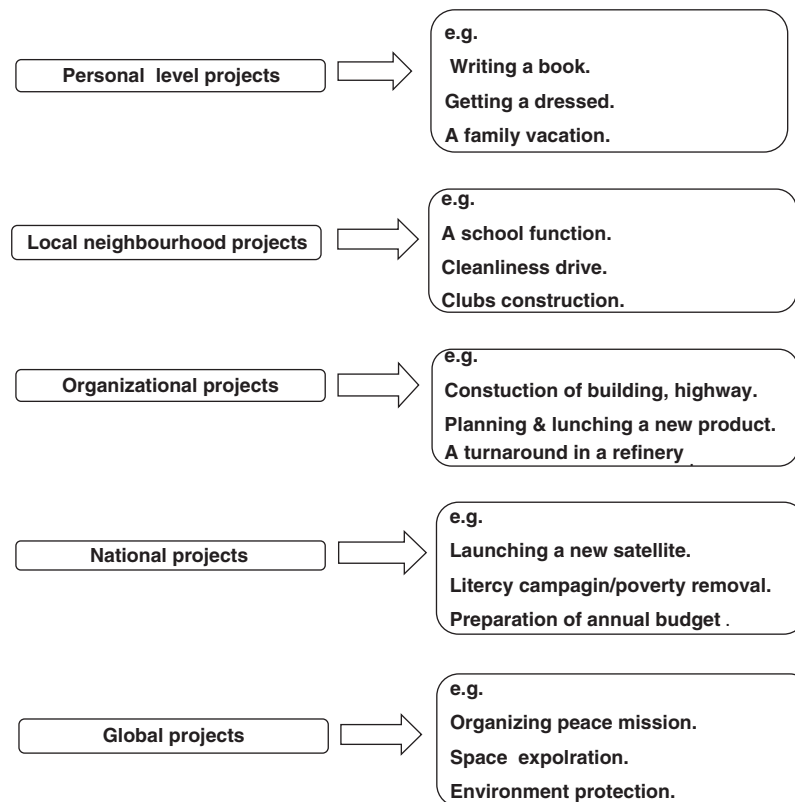 Personal level projects
e.g.
Writing a book.
Getting a dressed.
A family vacation.
Local neighbourhood projects
e.g.
A school function.
Cleanliness drive.
Clubs construction.
Organizational projects
e.g.
Constuction of building, highway.
Planning & lunching a new product.
A turnaround in a refinery .
National projects
e.g.
Launching a new satellite.
Litercy campagin/poverty removal.
Preparation of annual budget .
Global projects
e.g.
Organizing peace mission.
Space expolration.
Environment protection.